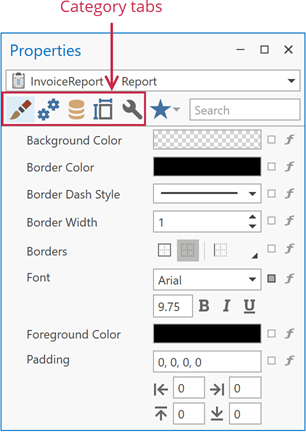 Category tabs
Properties
InvoiceReport Report
Search
Background Color
Border Color
Border Dash Style
Border Width 1
Borders
Font Arial
9.75 B I U
Foreground Color
Padding 0, 0, 0, 0
0 0
0 0